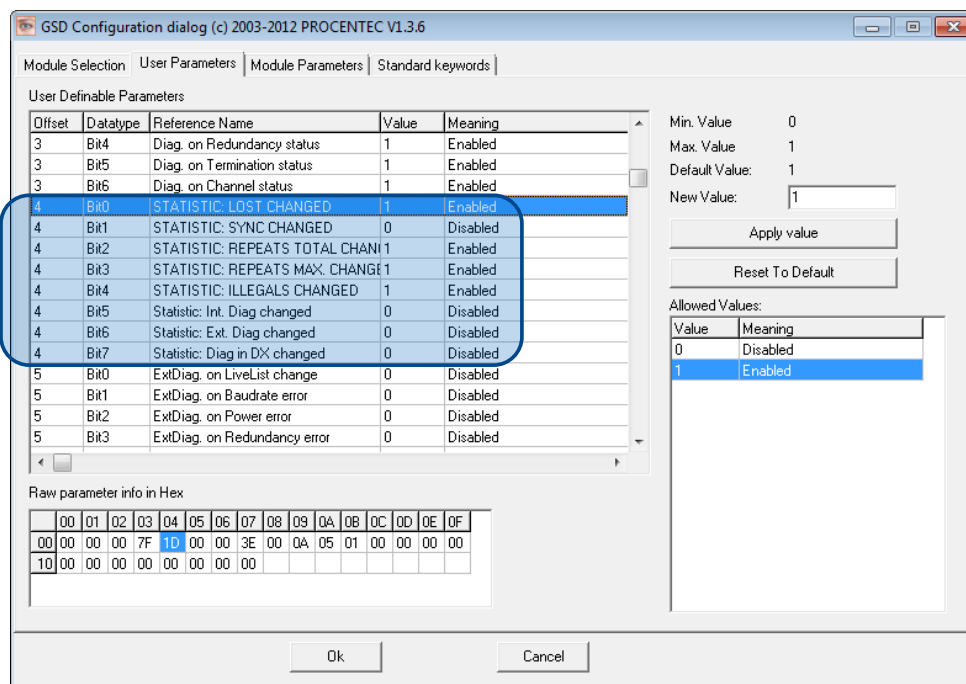 GSD Configuration dialog (c) 2003-2012 PROCENTEC V1.3.6
Module Selection User Parameters Module Parameters Standard keywords
User Definable Parameters
Offset Datatype Reference Name Value Meaning
3 Bit4 Diag. on Redundancy status 1 Enabled
3 Bit5 Diag. on Termination status 1 Enabled
3 Bit6 Diag. on Channel status 1 Enabled
4 Bit0 STATISTIC: LOST CHANGED 1 Enabled
4 Bit1 STATISTIC: SYNC CHANGED 0 Disabled
4 Bit2 STATISTIC: REPEATS TOTAL CHAN 1 Enabled
4 Bit3 STATISTIC: REPEATS MAX. CHANGE 1 Enabled
4 Bit4 STATISTIC: ILLEGALS CHANGED 1 Enabled
4 Bit5 Statistic: Int. Diag changed 0 Disabled
4 Bit6 Statistic: Ext. Diag changed 0 Disabled
4 Bit7 Statistic: Diag in DX changed 0 Disabled
5 Bit0 ExtDiag. on LiveList change 0 Disabled
5 Bit1 ExtDiag. on Baudrate error 0 Disabled
5 Bit2 ExtDiag. on Power error 0 Disabled
5 Bit3 ExtDiag. on Redundancy error 0 Disabled
Min. Value 0
Max. Value 1
Default Value: 1
New Value: 1
Apply value
Reset To Default
Allowed Values:
Value Meaning
0 Disabled
1 Enabled
Raw parameter info in Hex
00 01 02 03 04 05 06 07 08 09 0A 0B 0C 0D 0E 0F
00 00 00 00 7F 1D 00 00 3E 00 0A 05 01 00 00 00 00
10 00 00 00 00 00 00 00 00
Ok Cancel